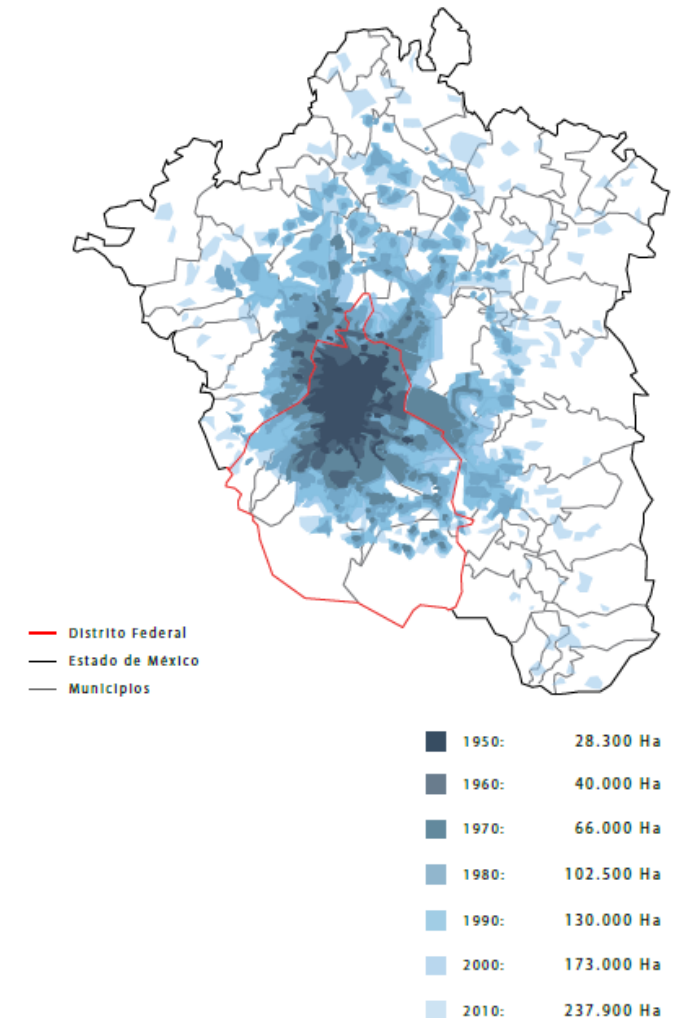 Distrito Federal
Estado de México
Municipios
1950: 28.300 Ha
1960: 40.000 Ha
1970: 66.000 Ha
1980: 102.500 Ha
1990: 130.000 Ha
2000: 173.000 Ha
2010: 237.900 Ha